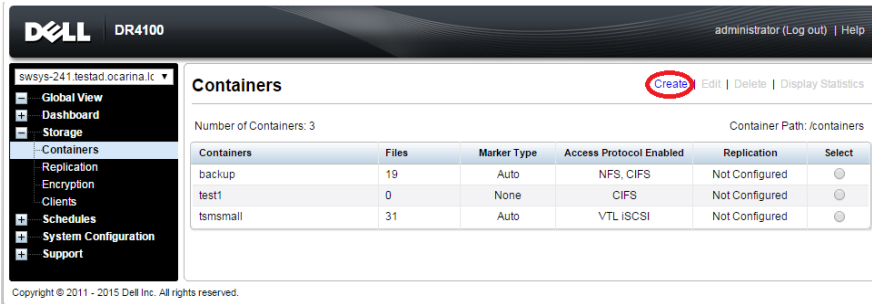 DELL DR4100 administrator (Log out) | Help
swsys-241.testad.ocarina.lc
Global View
Dashboard
Storage
Containers
Replication
Encryption
Clients
Schedules
System Configuration
Support
Containers Create | Edit | Delete | Display Statistics
Number of Containers: 3 Container Path: /containers
Containers Files Marker Type Access Protocol Enabled Replication Select
backup 19 Auto NFS, CIFS Not Configured
test1 0 None CIFS Not Configured
tsmsmall 31 Auto VTL iSCSI Not Configured
Copyright © 2011 - 2015 Dell Inc. All rights reserved.